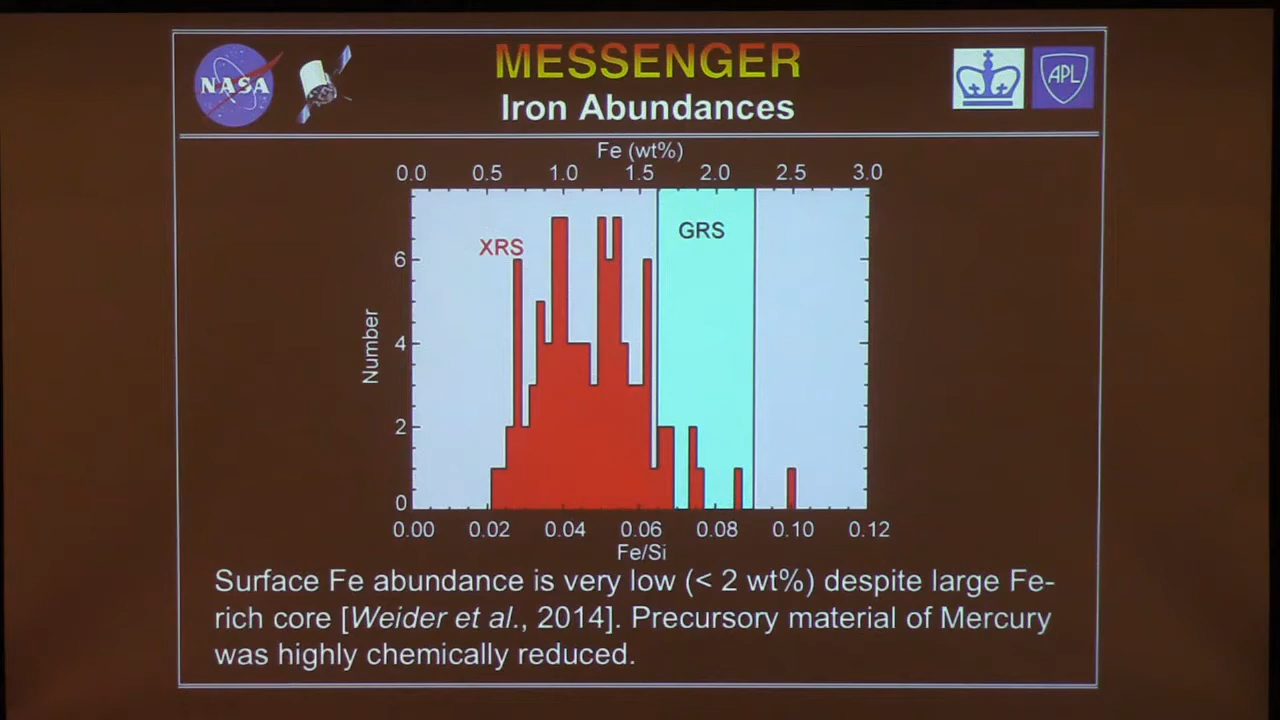 NASA
MESSENGER
APL
Iron Abundances
Fe (wt%)
0.0 0.5 1.0 1.5 2.0 2.5 3.0
XRS
GRS
6
4
2
0
Number
0.00 0.02 0.04 0.06 0.08 0.10 0.12
Fe/Si
Surface Fe abundance is very low (< 2 wt%) despite large Fe-
rich core [Weider et al., 2014]. Precursory material of Mercury
was highly chemically reduced.